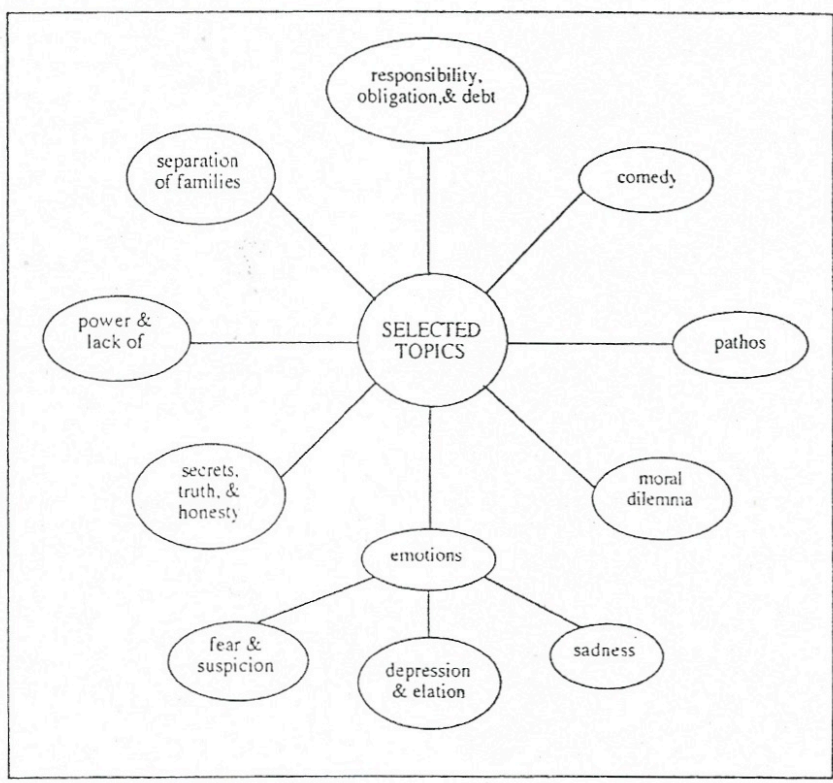 responsibility,
obligation,& debt
separation
of families
comedy
power &
lack of
SELECTED
TOPICS
pathos
secrets,
truth, &
honesty
moral
dilemma
emotions
fear &
suspicion
depression
& elation
sadness